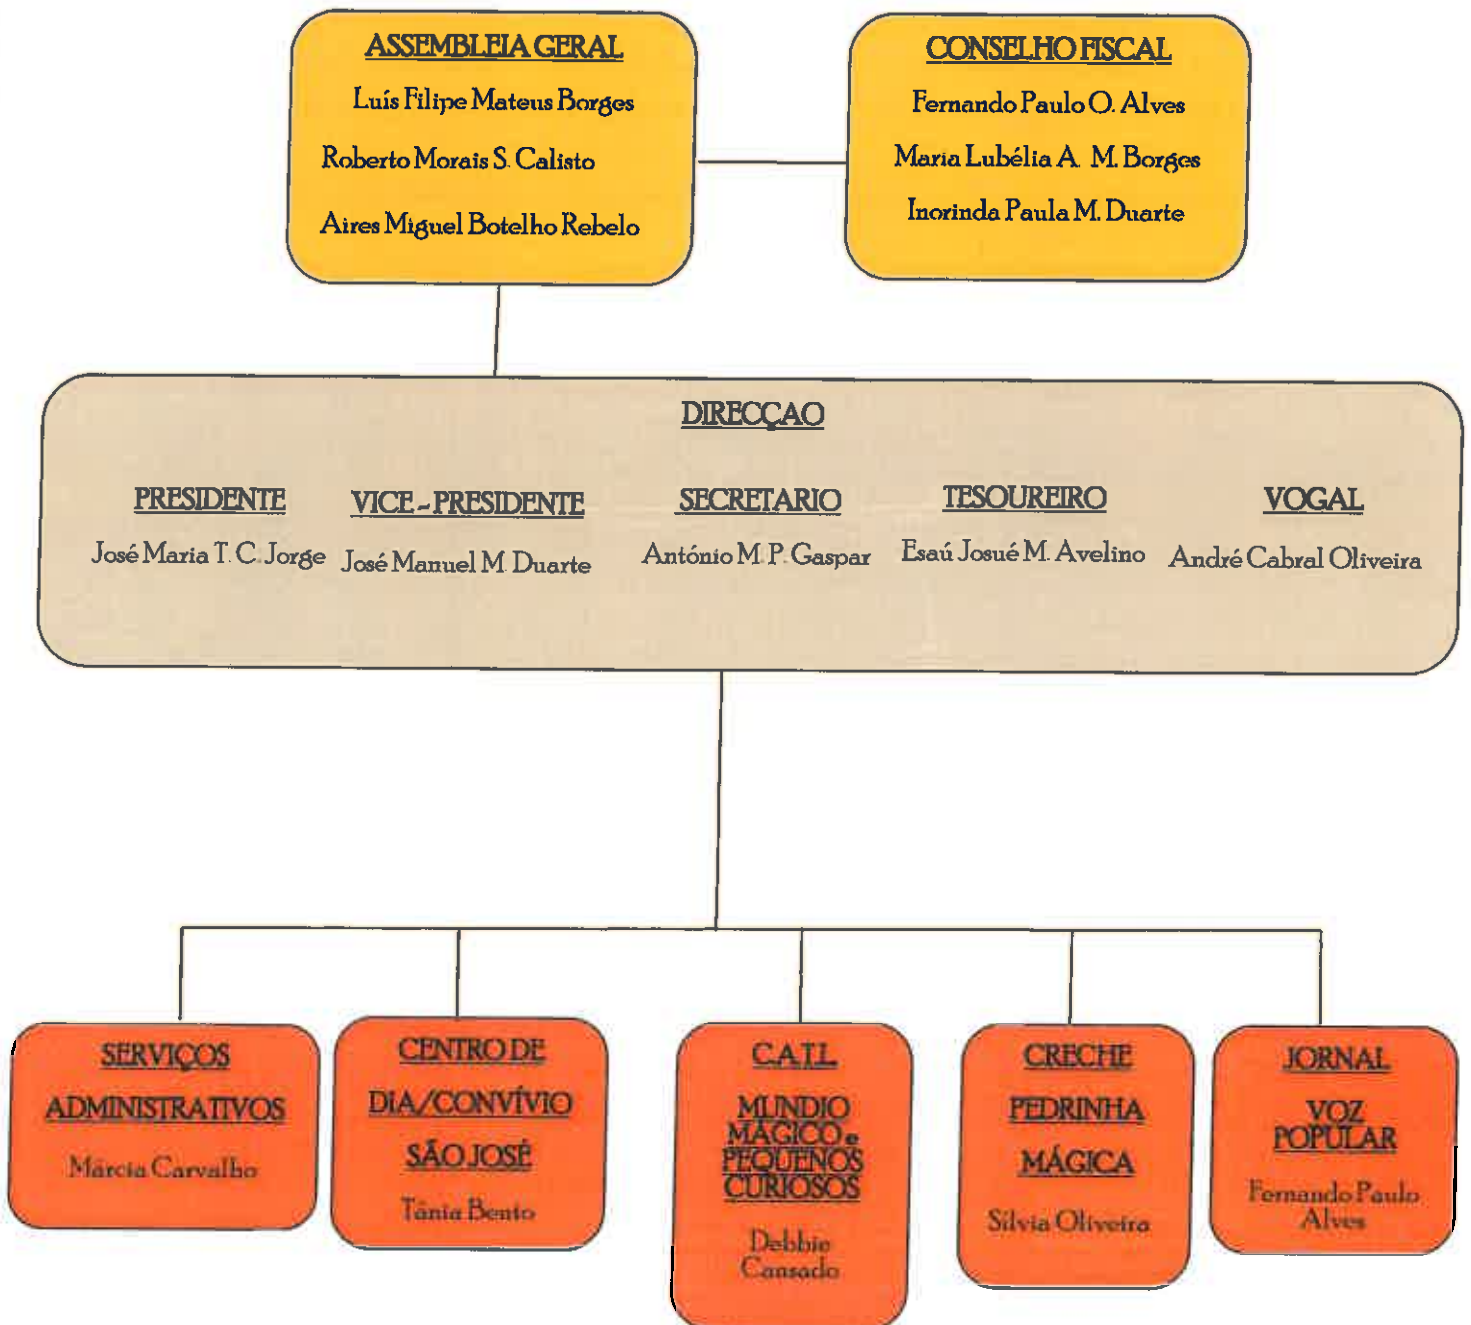 ASSEMBLEIA GERAL
Luís Filipe Mateus Borges
Roberto Morais S. Calisto
Aires Miguel Botelho Rebelo
CONSELHO FISCAL
Fernando Paulo O. Alves
Maria Lubélia A. M. Borges
Inorinda Paula M. Duarte
DIRECÇAO
PRESIDENTE
José Maria T. C. Jorge
VICE-PRESIDENTE
José Manuel M. Duarte
SECRETARIO
António M. P. Gaspar
TESOUREIRO
Esaú Josué M. Avelino
VOGAL
André Cabral Oliveira
SERVIÇOS
ADMINISTRATIVOS
Márcia Carvalho
CENTRO DE
DIA/CONVÍVIO
SÃO JOSÉ
Tânia Bento
C.A.T.L.
MUNDIO
MÁGICO e
PEQUENOS
CURIOSOS
Debbie
Cansado
CRECHE
PEDRINHA
MÁGICA
Sílvia Oliveira
JORNAL
VOZ
POPULAR
Fernando Paulo
Alves